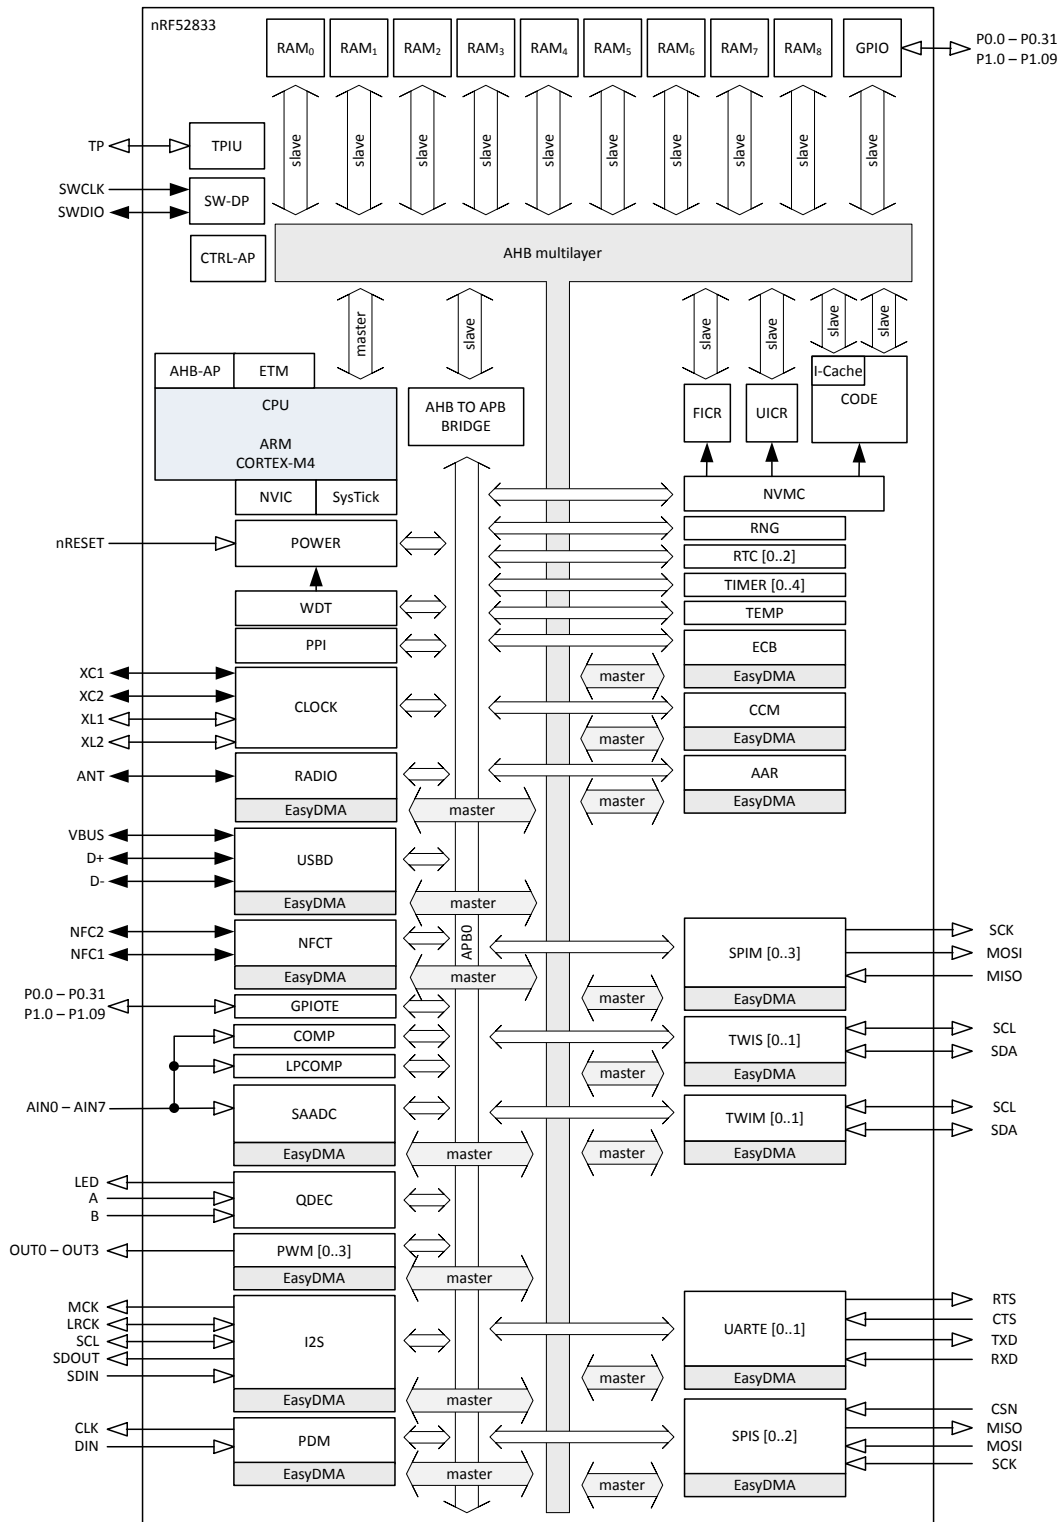 nRF52833
RAM0
RAM1
RAM2
RAM3
RAM4
RAM5
RAM6
RAM7
RAM8
GPIO
P0.0 – P0.31
P1.0 – P1.09
slave
slave
slave
slave
slave
slave
slave
slave
slave
slave
TP
TPIU
SWCLK
SWDIO
SW-DP
CTRL-AP
AHB multilayer
master
slave
slave
slave
slave
slave
AHB-AP
ETM
CPU
ARM
CORTEX-M4
NVIC
SysTick
AHB TO APB
BRIDGE
FICR
UICR
I-Cache
CODE
NVMC
nRESET
POWER
RNG
RTC [0..2]
TIMER [0..4]
WDT
TEMP
PPI
ECB
master
EasyDMA
XC1
XC2
XL1
XL2
CLOCK
CCM
master
EasyDMA
ANT
RADIO
AAR
EasyDMA
master
master
EasyDMA
VBUS
D+
D-
USBD
EasyDMA
master
APB0
NFC2
NFC1
NFCT
EasyDMA
master
SPIM [0..3]
SCK
MOSI
MISO
master
EasyDMA
P0.0 – P0.31
P1.0 – P1.09
GPIOTE
COMP
LPCOMP
TWIS [0..1]
SCL
SDA
master
EasyDMA
AIN0 – AIN7
SAADC
EasyDMA
master
TWIM [0..1]
SCL
SDA
master
EasyDMA
LED
A
B
QDEC
OUT0 – OUT3
PWM [0..3]
EasyDMA
master
MCK
LRCK
SCL
SDOUT
SDIN
I2S
EasyDMA
master
UARTE [0..1]
RTS
CTS
TXD
RXD
master
EasyDMA
CLK
DIN
PDM
EasyDMA
master
SPIS [0..2]
CSN
MISO
MOSI
SCK
master
EasyDMA